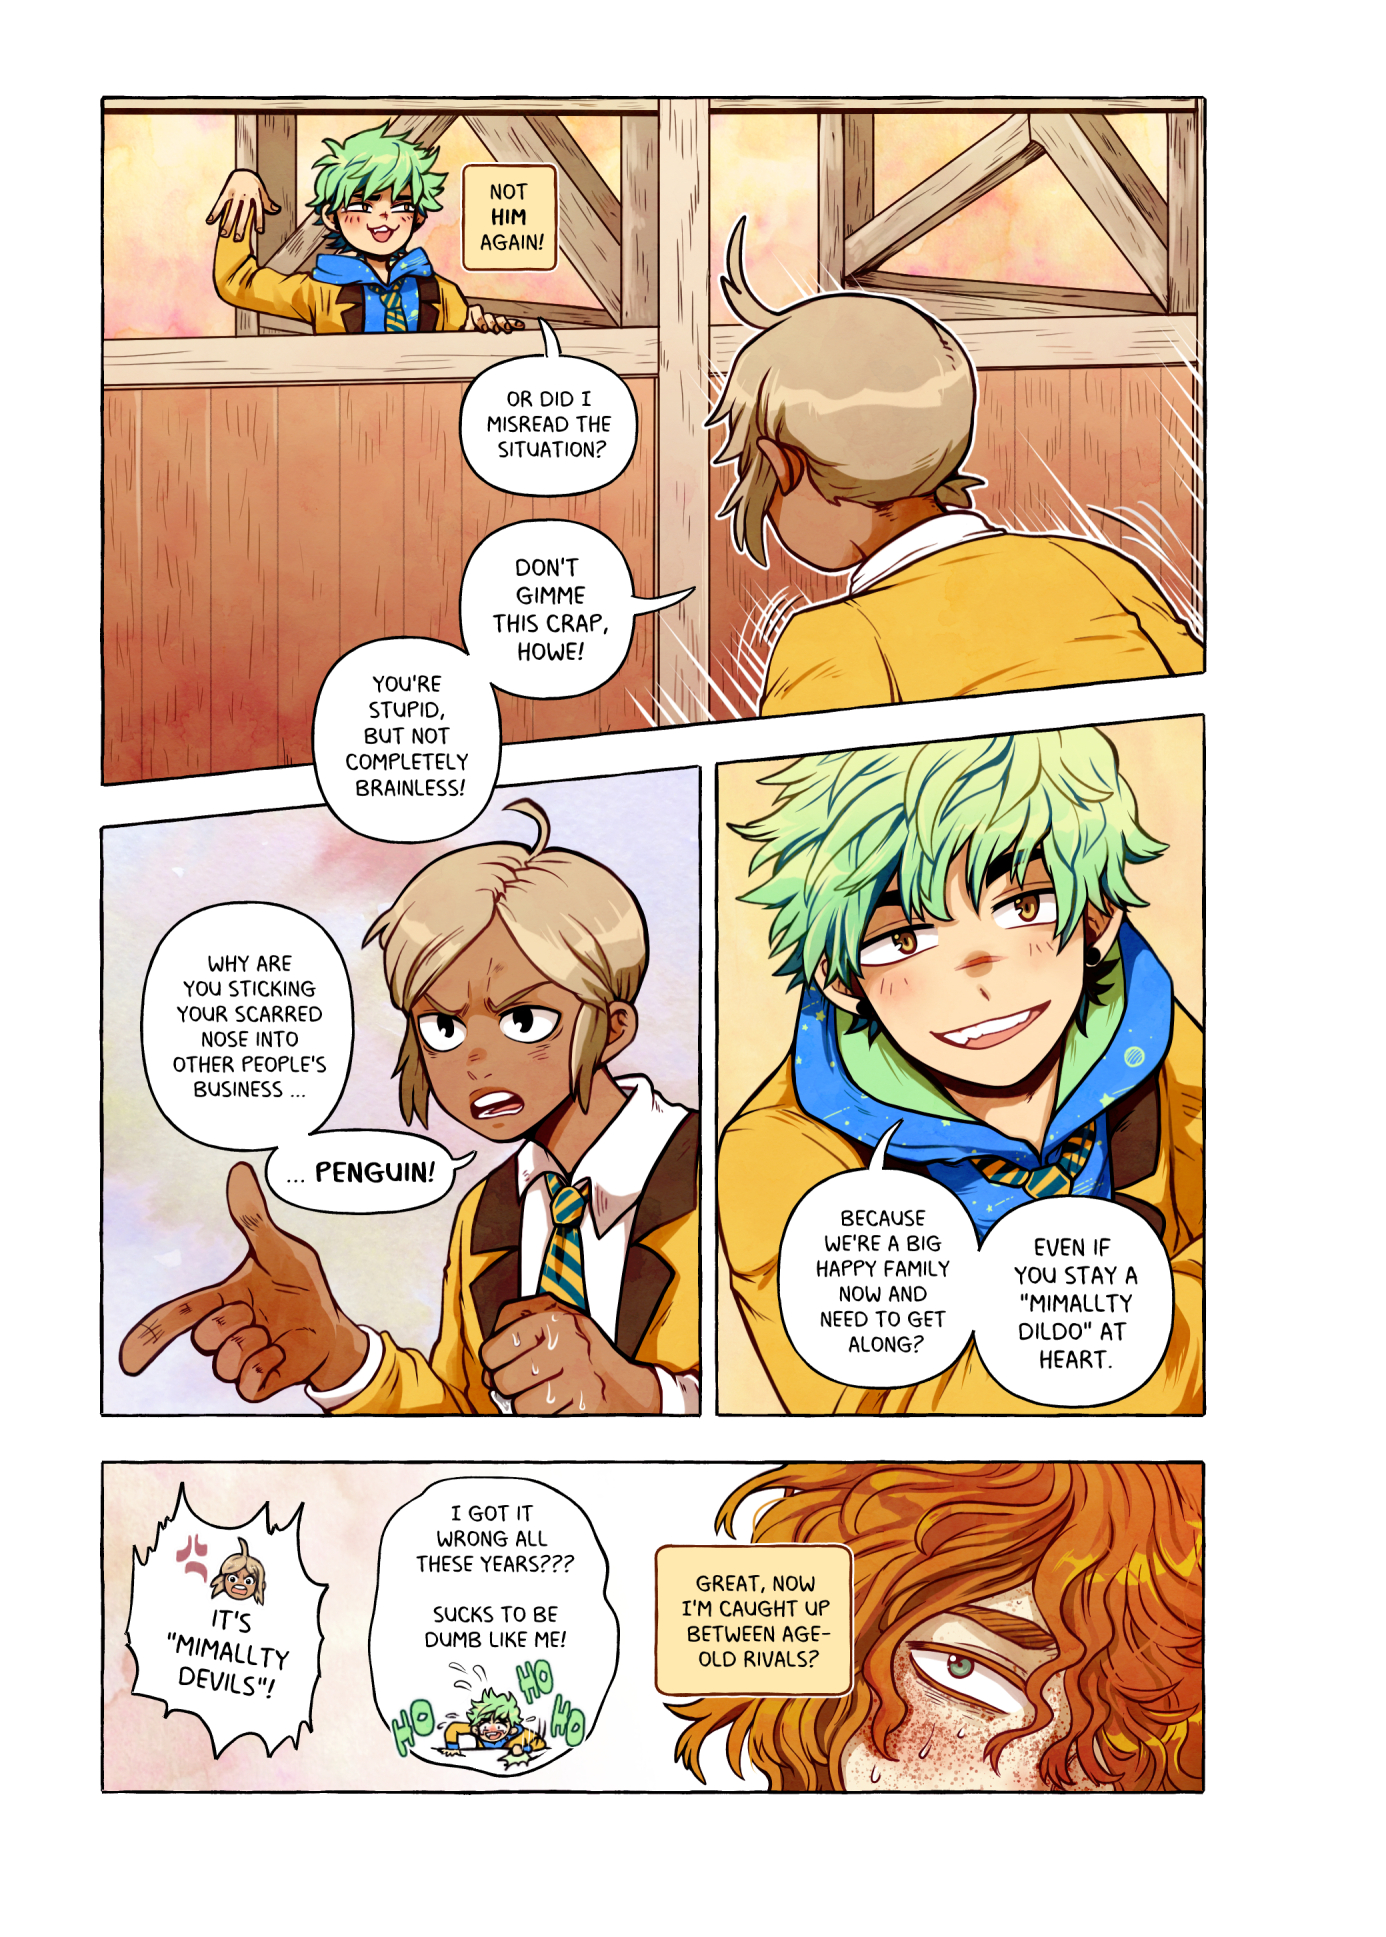 NOT
HIM
AGAIN!
OR DID I
MISREAD THE
SITUATION?
DON'T
GIMME
THIS CRAP,
HOWE!
YOU'RE
STUPID,
BUT NOT
COMPLETELY
BRAINLESS!
WHY ARE
YOU STICKING
YOUR SCARRED
NOSE INTO
OTHER PEOPLE'S
BUSINESS ...
... PENGUIN!
BECAUSE
WE'RE A BIG
HAPPY FAMILY
NOW AND
NEED TO GET
ALONG?
EVEN IF
YOU STAY A
"MIMALLTY
DILDO" AT
HEART.
IT'S
"MIMALLTY
DEVILS"!
I GOT IT
WRONG ALL
THESE YEARS???
SUCKS TO BE
DUMB LIKE ME!
HO
HO
HO
GREAT, NOW
I'M CAUGHT UP
BETWEEN AGE-
OLD RIVALS?